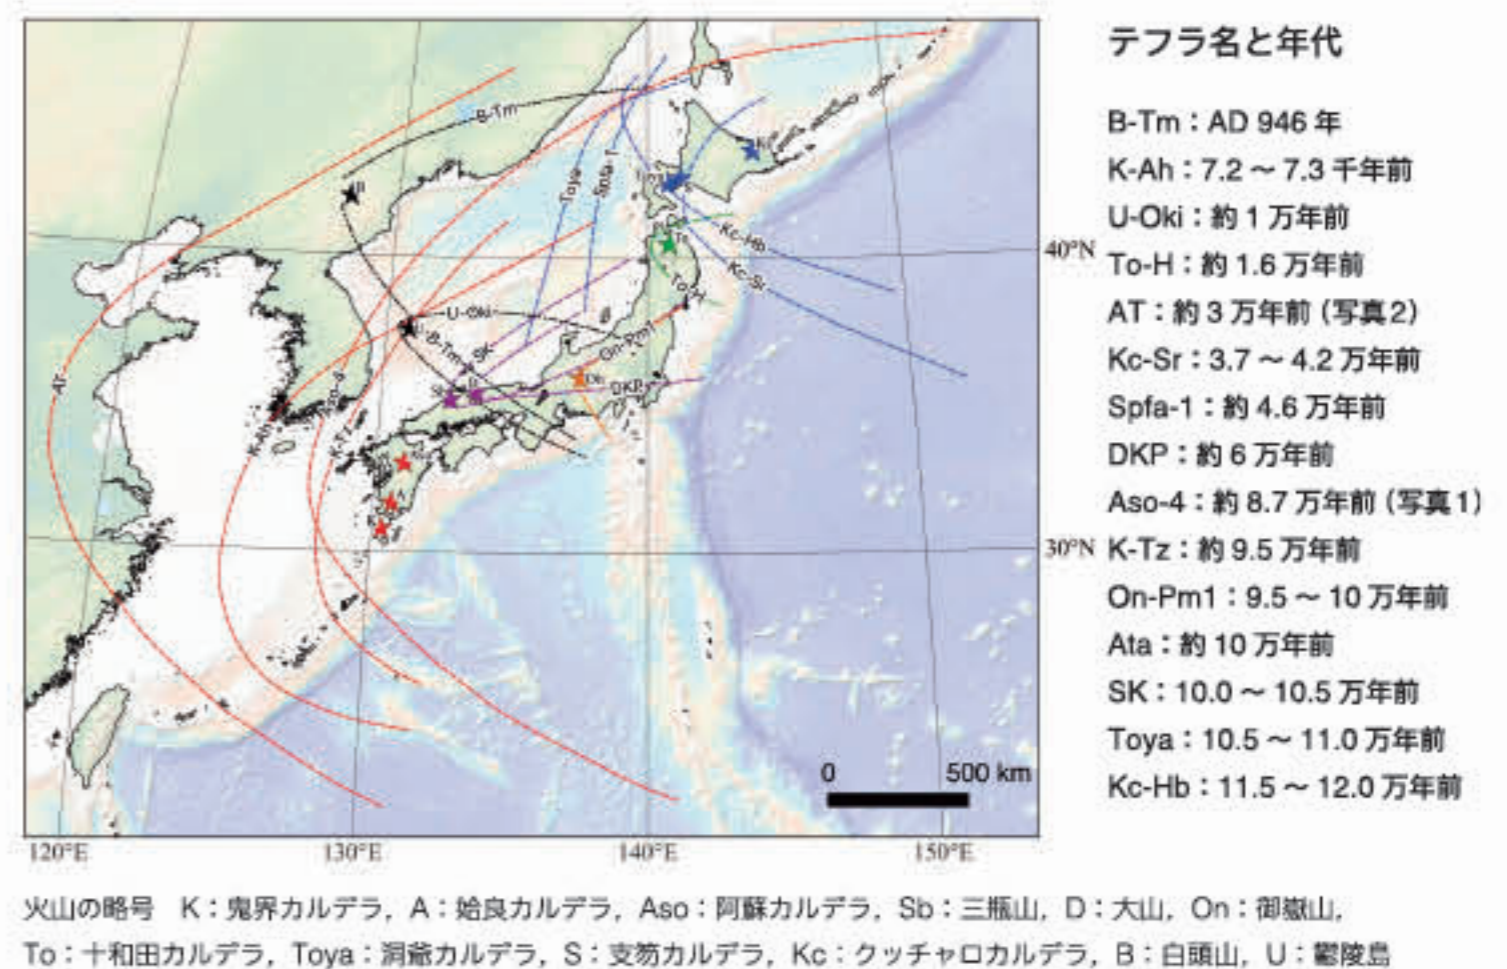 テフラ名と年代
B-Tm：AD 946 年
K-Ah：7.2 ～ 7.3 千年前
U-Oki：約 1 万年前
To-H：約 1.6 万年前
AT：約 3 万年前（写真2）
Kc-Sr：3.7 ～ 4.2 万年前
Spfa-1：約 4.6 万年前
DKP：約 6 万年前
Aso-4：約 8.7 万年前（写真1）
K-Tz：約 9.5 万年前
On-Pm1：9.5 ～ 10 万年前
Ata：約 10 万年前
SK：10.0 ～ 10.5 万年前
Toya：10.5 ～ 11.0 万年前
Kc-Hb：11.5 ～ 12.0 万年前
B-Tm
B
Toya
Spfa-1
Kc
Kc-Hb
Kc-Sr
To
To-H
40°N
AT
U
U-Oki
B-Tm
SK
On-Pm1
On
DKP
K-Ah
K-Tz
A
K
30°N
0 500 km
120°E 130°E 140°E 150°E
火山の略号　K：鬼界カルデラ，A：姶良カルデラ，Aso：阿蘇カルデラ，Sb：三瓶山，D：大山，On：御嶽山，
To：十和田カルデラ，Toya：洞爺カルデラ，S：支笏カルデラ，Kc：クッチャロカルデラ，B：白頭山，U：鬱陵島